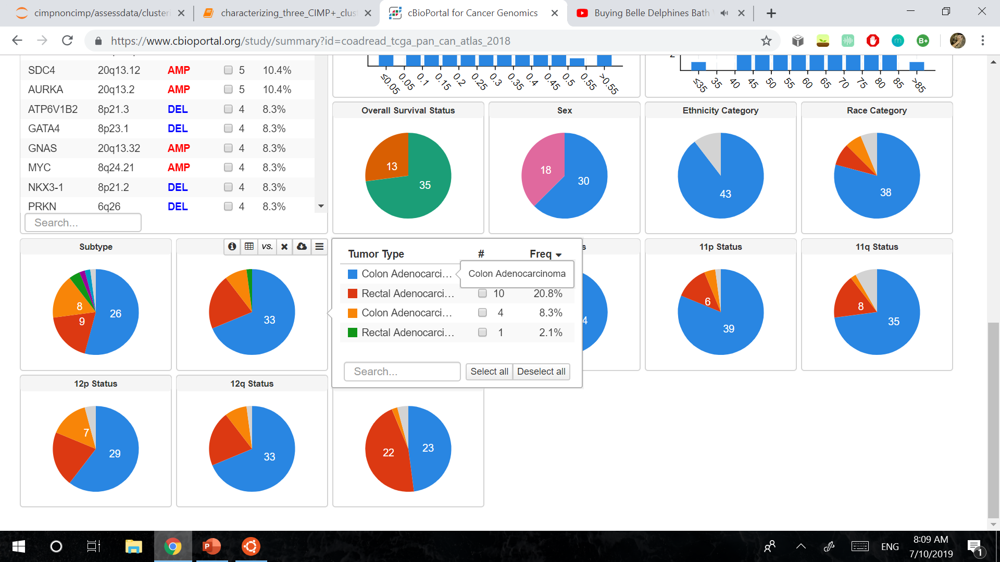 cimpnoncimp/assessdata/clusteri
characterizing_three_CIMP+_clust
cBioPortal for Cancer Genomics
Buying Belle Delphines Bath
https://www.cbioportal.org/study/summary?id=coadread_tcga_pan_can_atlas_2018
m
B+
SDC4 20q13.12 AMP 5 10.4%
AURKA 20q13.2 AMP 5 10.4%
ATP6V1B2 8p21.3 DEL 4 8.3%
GATA4 8p23.1 DEL 4 8.3%
GNAS 20q13.32 AMP 4 8.3%
MYC 8q24.21 AMP 4 8.3%
NKX3-1 8p21.2 DEL 4 8.3%
PRKN 6q26 DEL 4 8.3%
Search...
≤0.05 0.05 0.1 0.15 0.2 0.25 0.3 0.35 0.4 0.45 0.5 0.55 >0.55
2
≤35 35 40 45 50 55 60 65 70 75 80 85 >85
Overall Survival Status
13
35
Sex
18
30
Ethnicity Category
43
Race Category
38
Subtype
8
9
26
vs.
33
Tumor Type # Freq
Colon Adenocarci...
Colon Adenocarcinoma
Rectal Adenocarci... 10 20.8%
Colon Adenocarci... 4 8.3%
Rectal Adenocarci... 1 2.1%
Search...
Select all
Deselect all
s
4
11p Status
6
39
11q Status
8
35
12p Status
7
29
12q Status
33
22
23
P
ENG
8:09 AM
7/10/2019
1